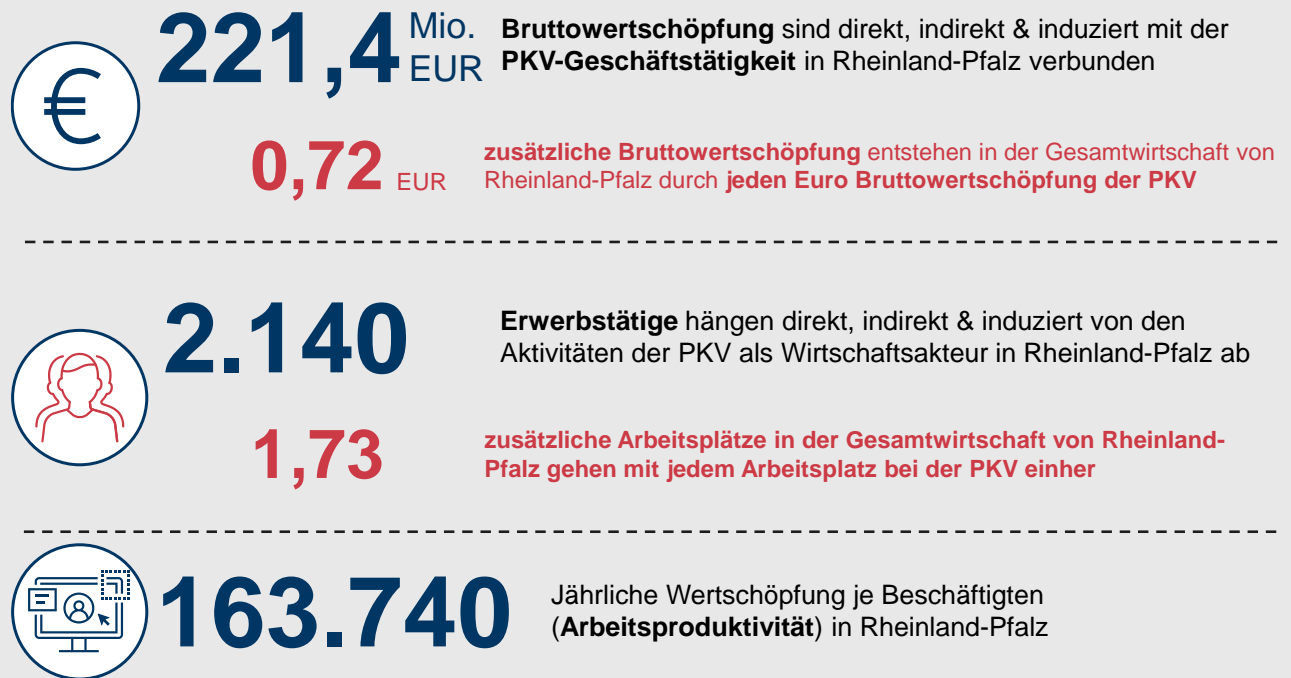 221,4 Mio. EUR
Bruttowertschöpfung sind direkt, indirekt & induziert mit der
PKV-Geschäftstätigkeit in Rheinland-Pfalz verbunden
€
0,72 EUR
zusätzliche Bruttowertschöpfung entstehen in der Gesamtwirtschaft von
Rheinland-Pfalz durch jeden Euro Bruttowertschöpfung der PKV
2.140
Erwerbstätige hängen direkt, indirekt & induziert von den
Aktivitäten der PKV als Wirtschaftsakteur in Rheinland-Pfalz ab
1,73
zusätzliche Arbeitsplätze in der Gesamtwirtschaft von Rheinland-
Pfalz gehen mit jedem Arbeitsplatz bei der PKV einher
163.740
Jährliche Wertschöpfung je Beschäftigten
(Arbeitsproduktivität) in Rheinland-Pfalz